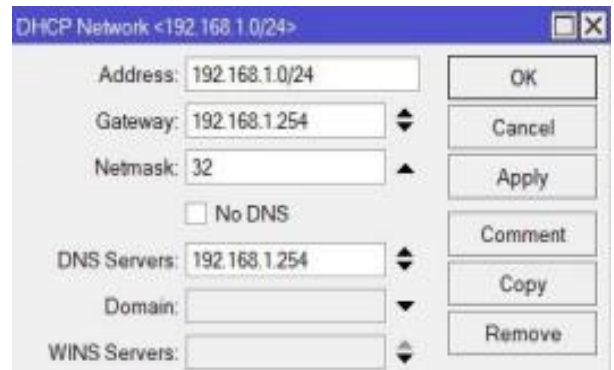 DHCP Network <192.168.1.0/24>
Address: 192.168.1.0/24
OK
Gateway: 192.168.1.254
Cancel
Netmask: 32
Apply
No DNS
Comment
DNS Servers: 192.168.1.254
Copy
Domain:
Remove
WINS Servers: